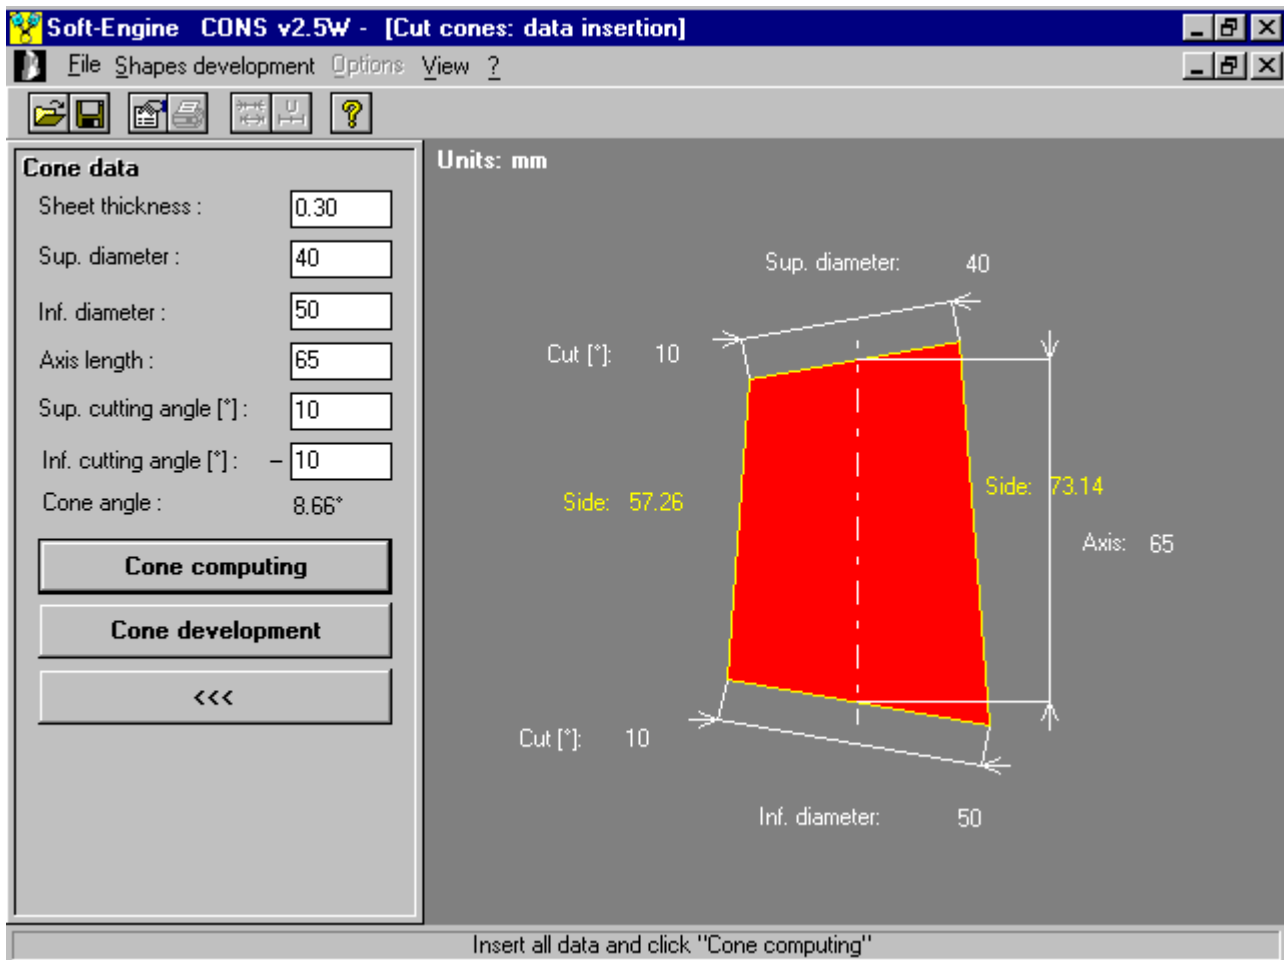 Soft-Engine CONS v2.5W - [Cut cones: data insertion]
File Shapes development Options View ?
Cone data
Sheet thickness : 0.30
Sup. diameter : 40
Inf. diameter : 50
Axis length : 65
Sup. cutting angle [°] : 10
Inf. cutting angle [°] : – 10
Cone angle : 8.66°
Cone computing
Cone development
<<<
Units: mm
Sup. diameter: 40
Cut [°]: 10
Side: 57.26
Side: 73.14
Axis: 65
Cut [°]: 10
Inf. diameter: 50
Insert all data and click "Cone computing"